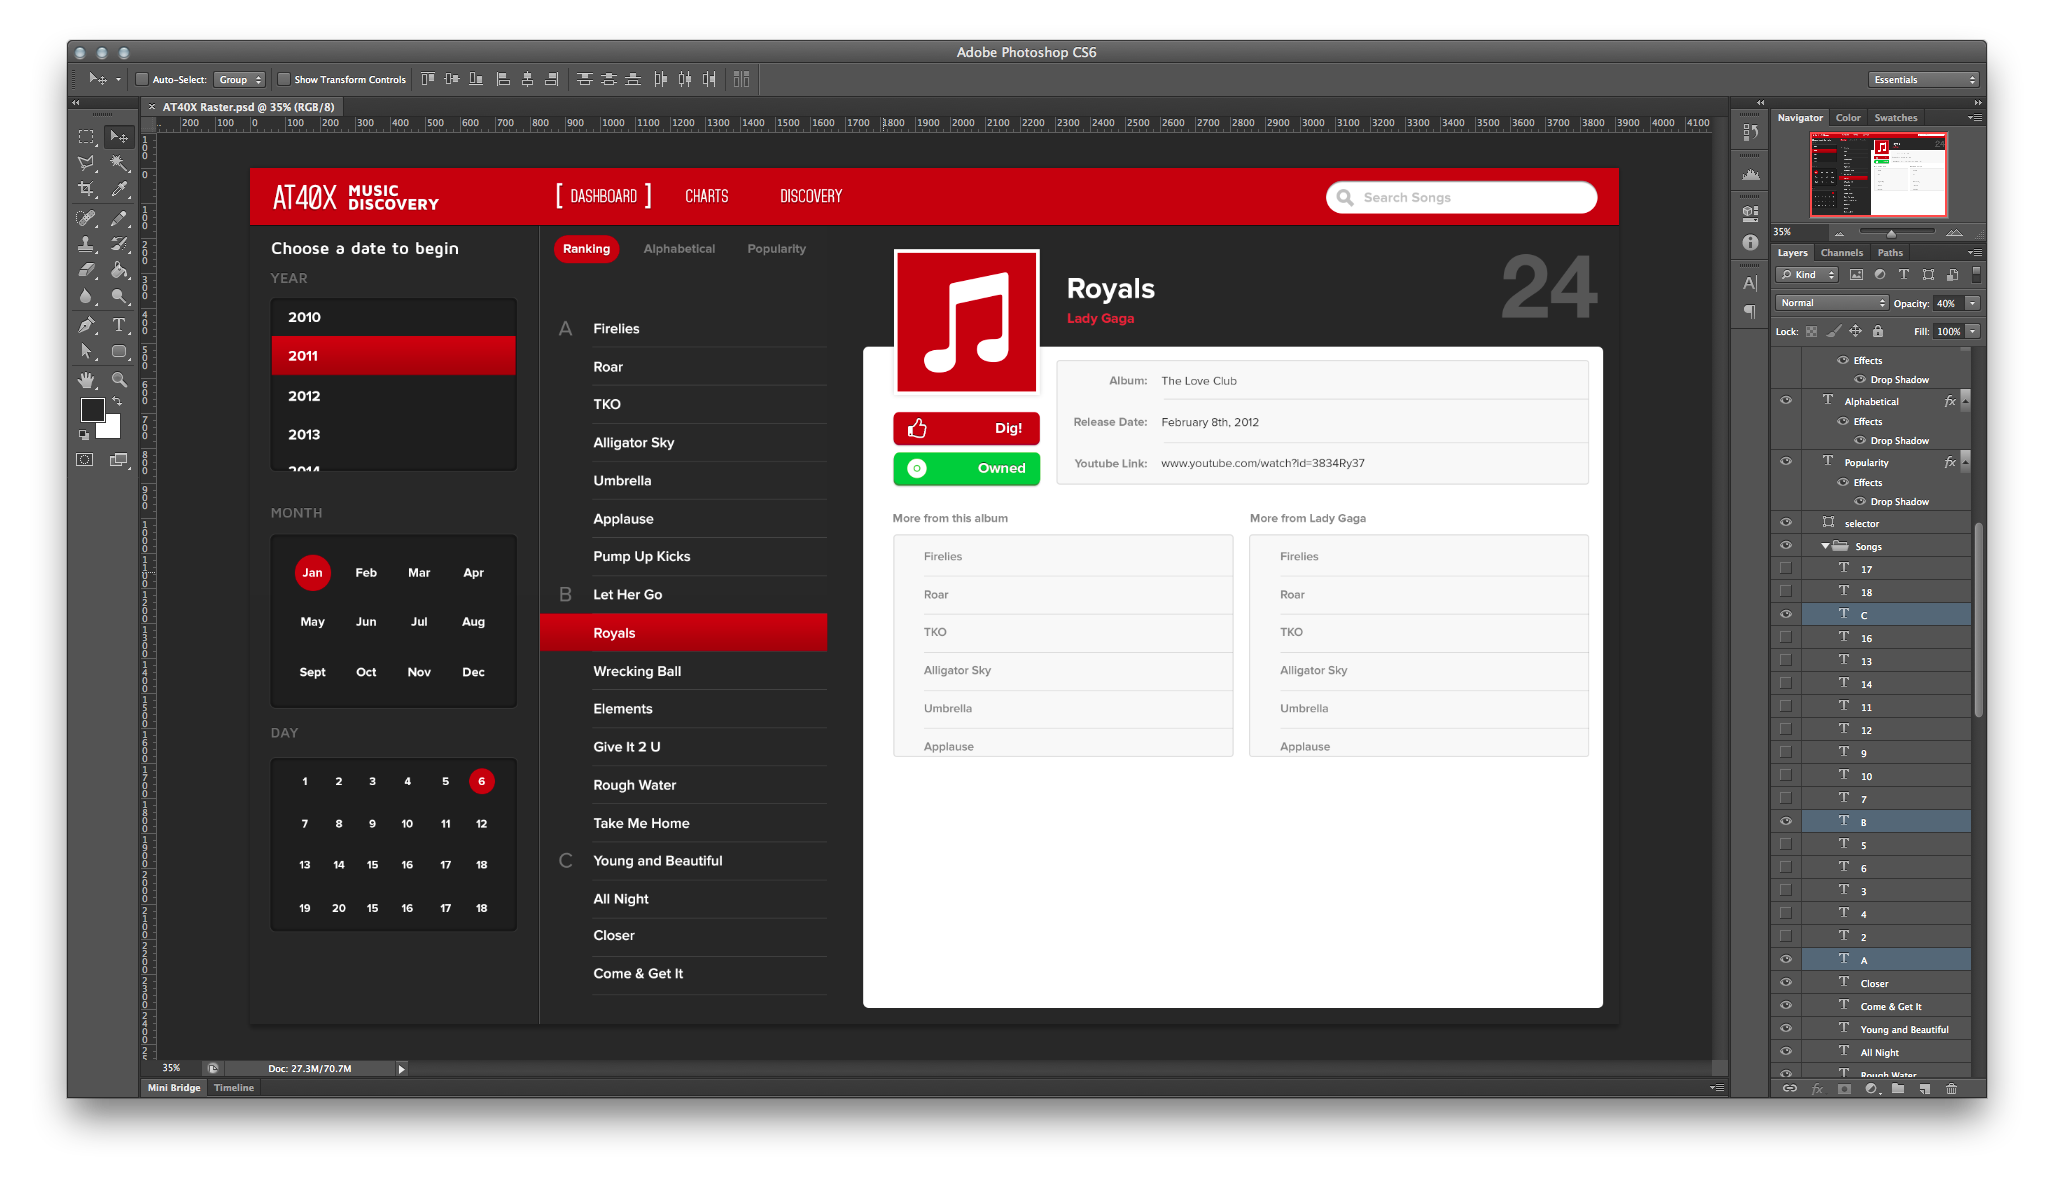 Adobe Photoshop CS6
Auto-Select: Group Show Transform Controls Essentials
AT40X Raster.psd @ 35% (RGB/8)
200 100 0 100 200 300 400 500 600 700 800 900 1000 1100 1200 1300 1400 1500 1600 1700 1800 1900 2000 2100 2200 2300 2400 2500 2600 2700 2800 2900 3000 3100 3200 3300 3400 3500 3600 3700 3800 3900 4000 4100
AT40X MUSIC DISCOVERY
[ DASHBOARD ] CHARTS DISCOVERY
Search Songs
Choose a date to begin
YEAR
2010
2011
2012
2013
2014
MONTH
Jan Feb Mar Apr
May Jun Jul Aug
Sept Oct Nov Dec
DAY
1 2 3 4 5 6
7 8 9 10 11 12
13 14 15 16 17 18
19 20 15 16 17 18
Ranking Alphabetical Popularity
A Firelies
Roar
TKO
Alligator Sky
Umbrella
Applause
Pump Up Kicks
B Let Her Go
Royals
Wrecking Ball
Elements
Give It 2 U
Rough Water
Take Me Home
C Young and Beautiful
All Night
Closer
Come & Get It
Royals
Lady Gaga
24
Dig!
Owned
Album: The Love Club
Release Date: February 8th, 2012
Youtube Link: www.youtube.com/watch?id=3834Ry37
More from this album
Firelies
Roar
TKO
Alligator Sky
Umbrella
Applause
More from Lady Gaga
Firelies
Roar
TKO
Alligator Sky
Umbrella
Applause
Navigator Color Swatches
24
35%
Layers Channels Paths
Kind
Normal Opacity: 40%
Lock: Fill: 100%
Effects
Drop Shadow
Alphabetical fx
Effects
Drop Shadow
Popularity fx
Effects
Drop Shadow
selector
Songs
17
18
C
16
13
14
11
12
9
10
7
B
5
6
3
4
2
A
Closer
Come & Get It
Young and Beautiful
All Night
Rough Water
35% Doc: 27.3M/70.7M
Mini Bridge Timeline